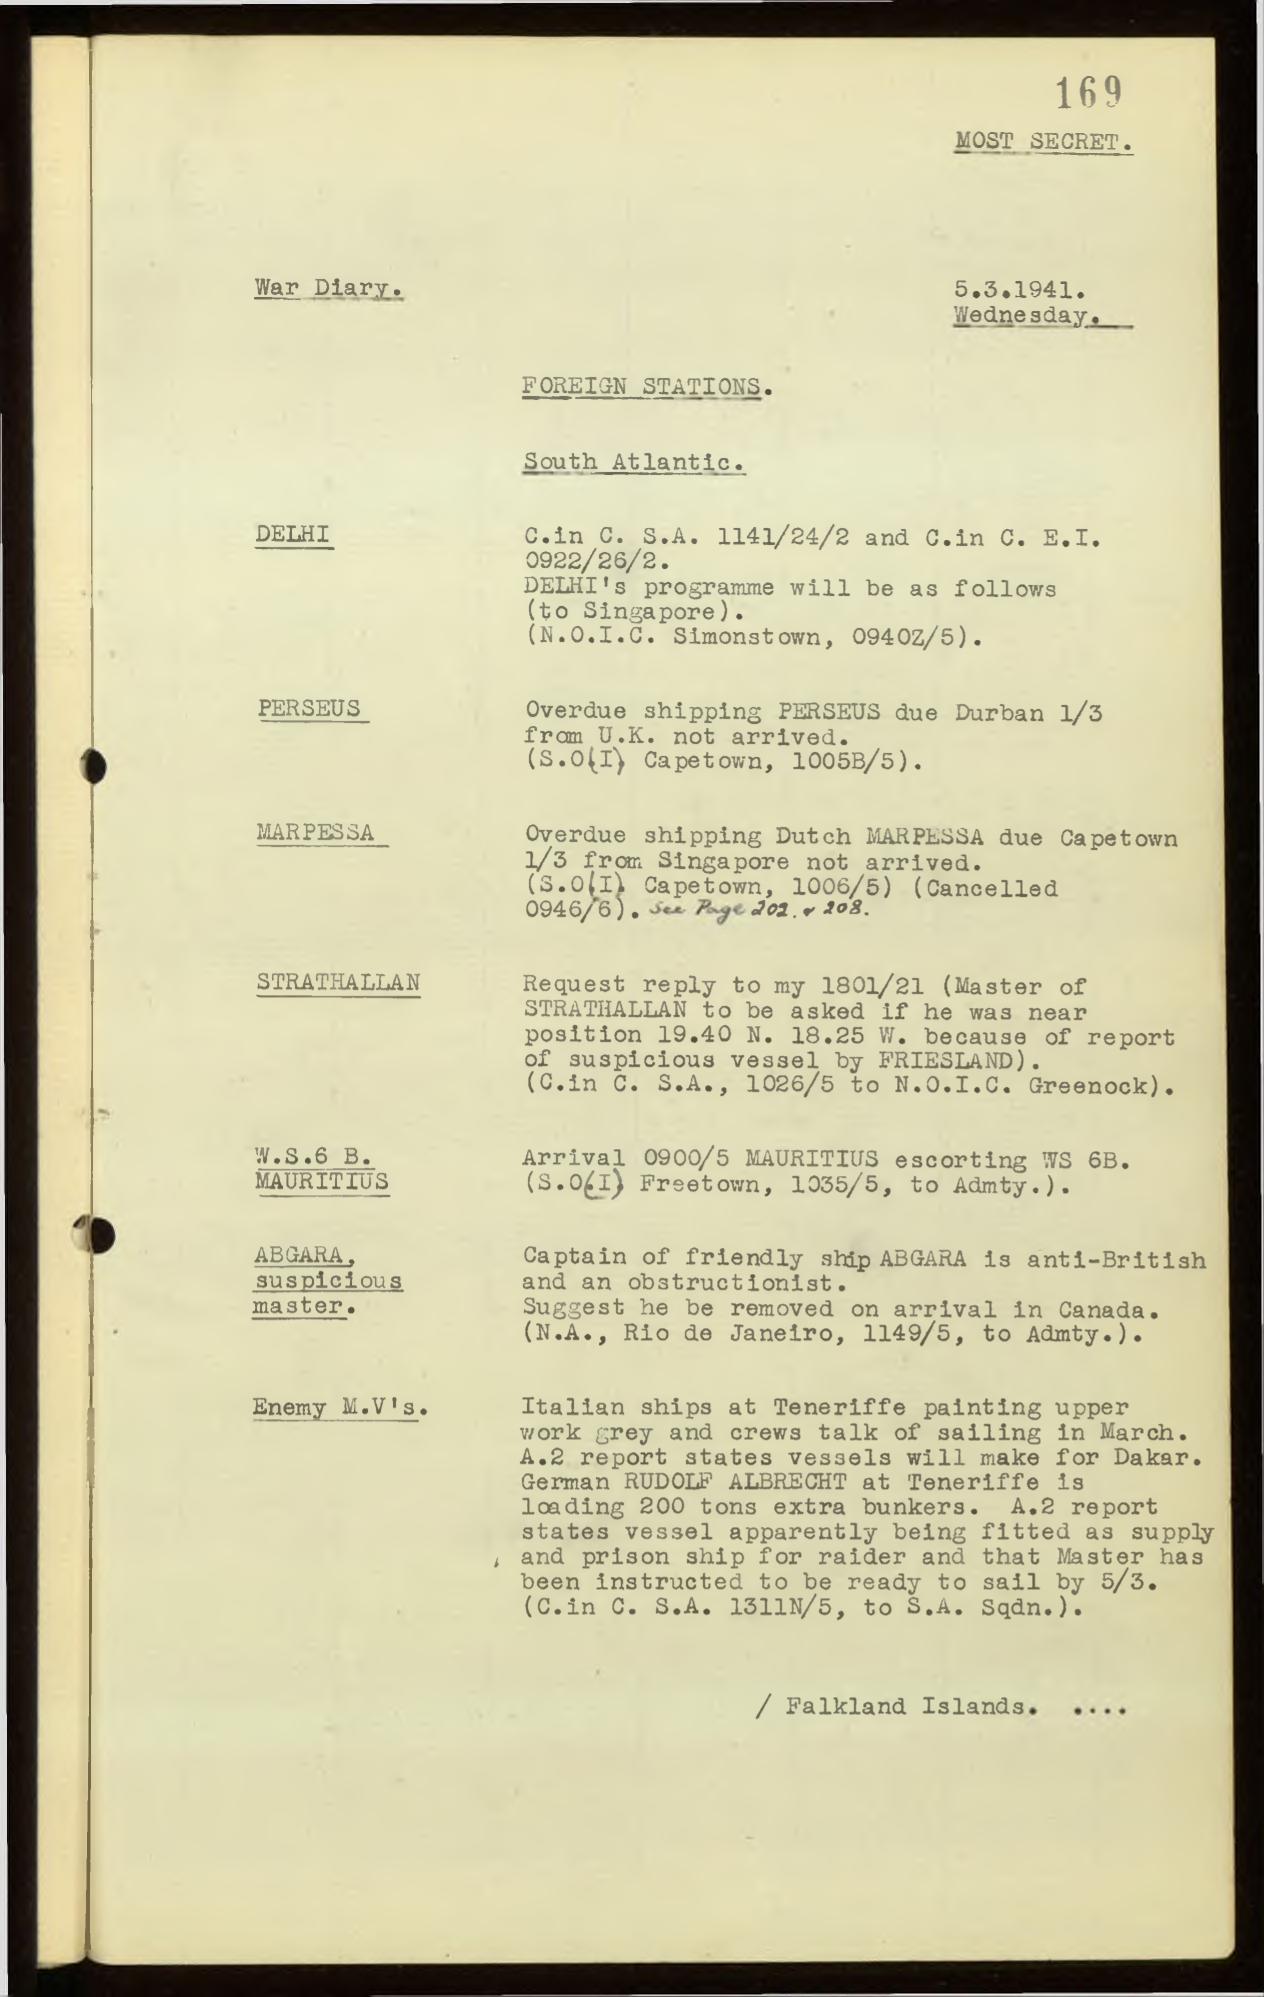 169
MOST SECRET.
War Diary.
5.3.1941.
Wednesday.
FOREIGN STATIONS.
South Atlantic.
DELHI
C.in C. S.A. 1141/24/2 and C.in C. E.I.
0922/26/2.
DELHI's programme will be as follows
(to Singapore).
(N.O.I.C. Simonstown, 0940Z/5).
PERSEUS
Overdue shipping PERSEUS due Durban 1/3
from U.K. not arrived.
(S.O(I) Capetown, 1005B/5).
MARPESSA
Overdue shipping Dutch MARPESSA due Capetown
1/3 from Singapore not arrived.
(S.O(I) Capetown, 1006/5) (Cancelled
0946/6). See Page 202. & 208.
STRATHALLAN
Request reply to my 1801/21 (Master of
STRATHALLAN to be asked if he was near
position 19.40 N. 18.25 W. because of report
of suspicious vessel by FRIESLAND).
(C.in C. S.A., 1026/5 to N.O.I.C. Greenock).
W.S.6 B.
MAURITIUS
Arrival 0900/5 MAURITIUS escorting WS 6B.
(S.O(I) Freetown, 1035/5, to Admty.).
ABGARA,
suspicious
master.
Captain of friendly ship ABGARA is anti-British
and an obstructionist.
Suggest he be removed on arrival in Canada.
(N.A., Rio de Janeiro, 1149/5, to Admty.).
Enemy M.V's.
Italian ships at Teneriffe painting upper
work grey and crews talk of sailing in March.
A.2 report states vessels will make for Dakar.
German RUDOLF ALBRECHT at Teneriffe is
loading 200 tons extra bunkers. A.2 report
states vessel apparently being fitted as supply
and prison ship for raider and that Master has
been instructed to be ready to sail by 5/3.
(C.in C. S.A. 1311N/5, to S.A. Sqdn.).
/ Falkland Islands. ....